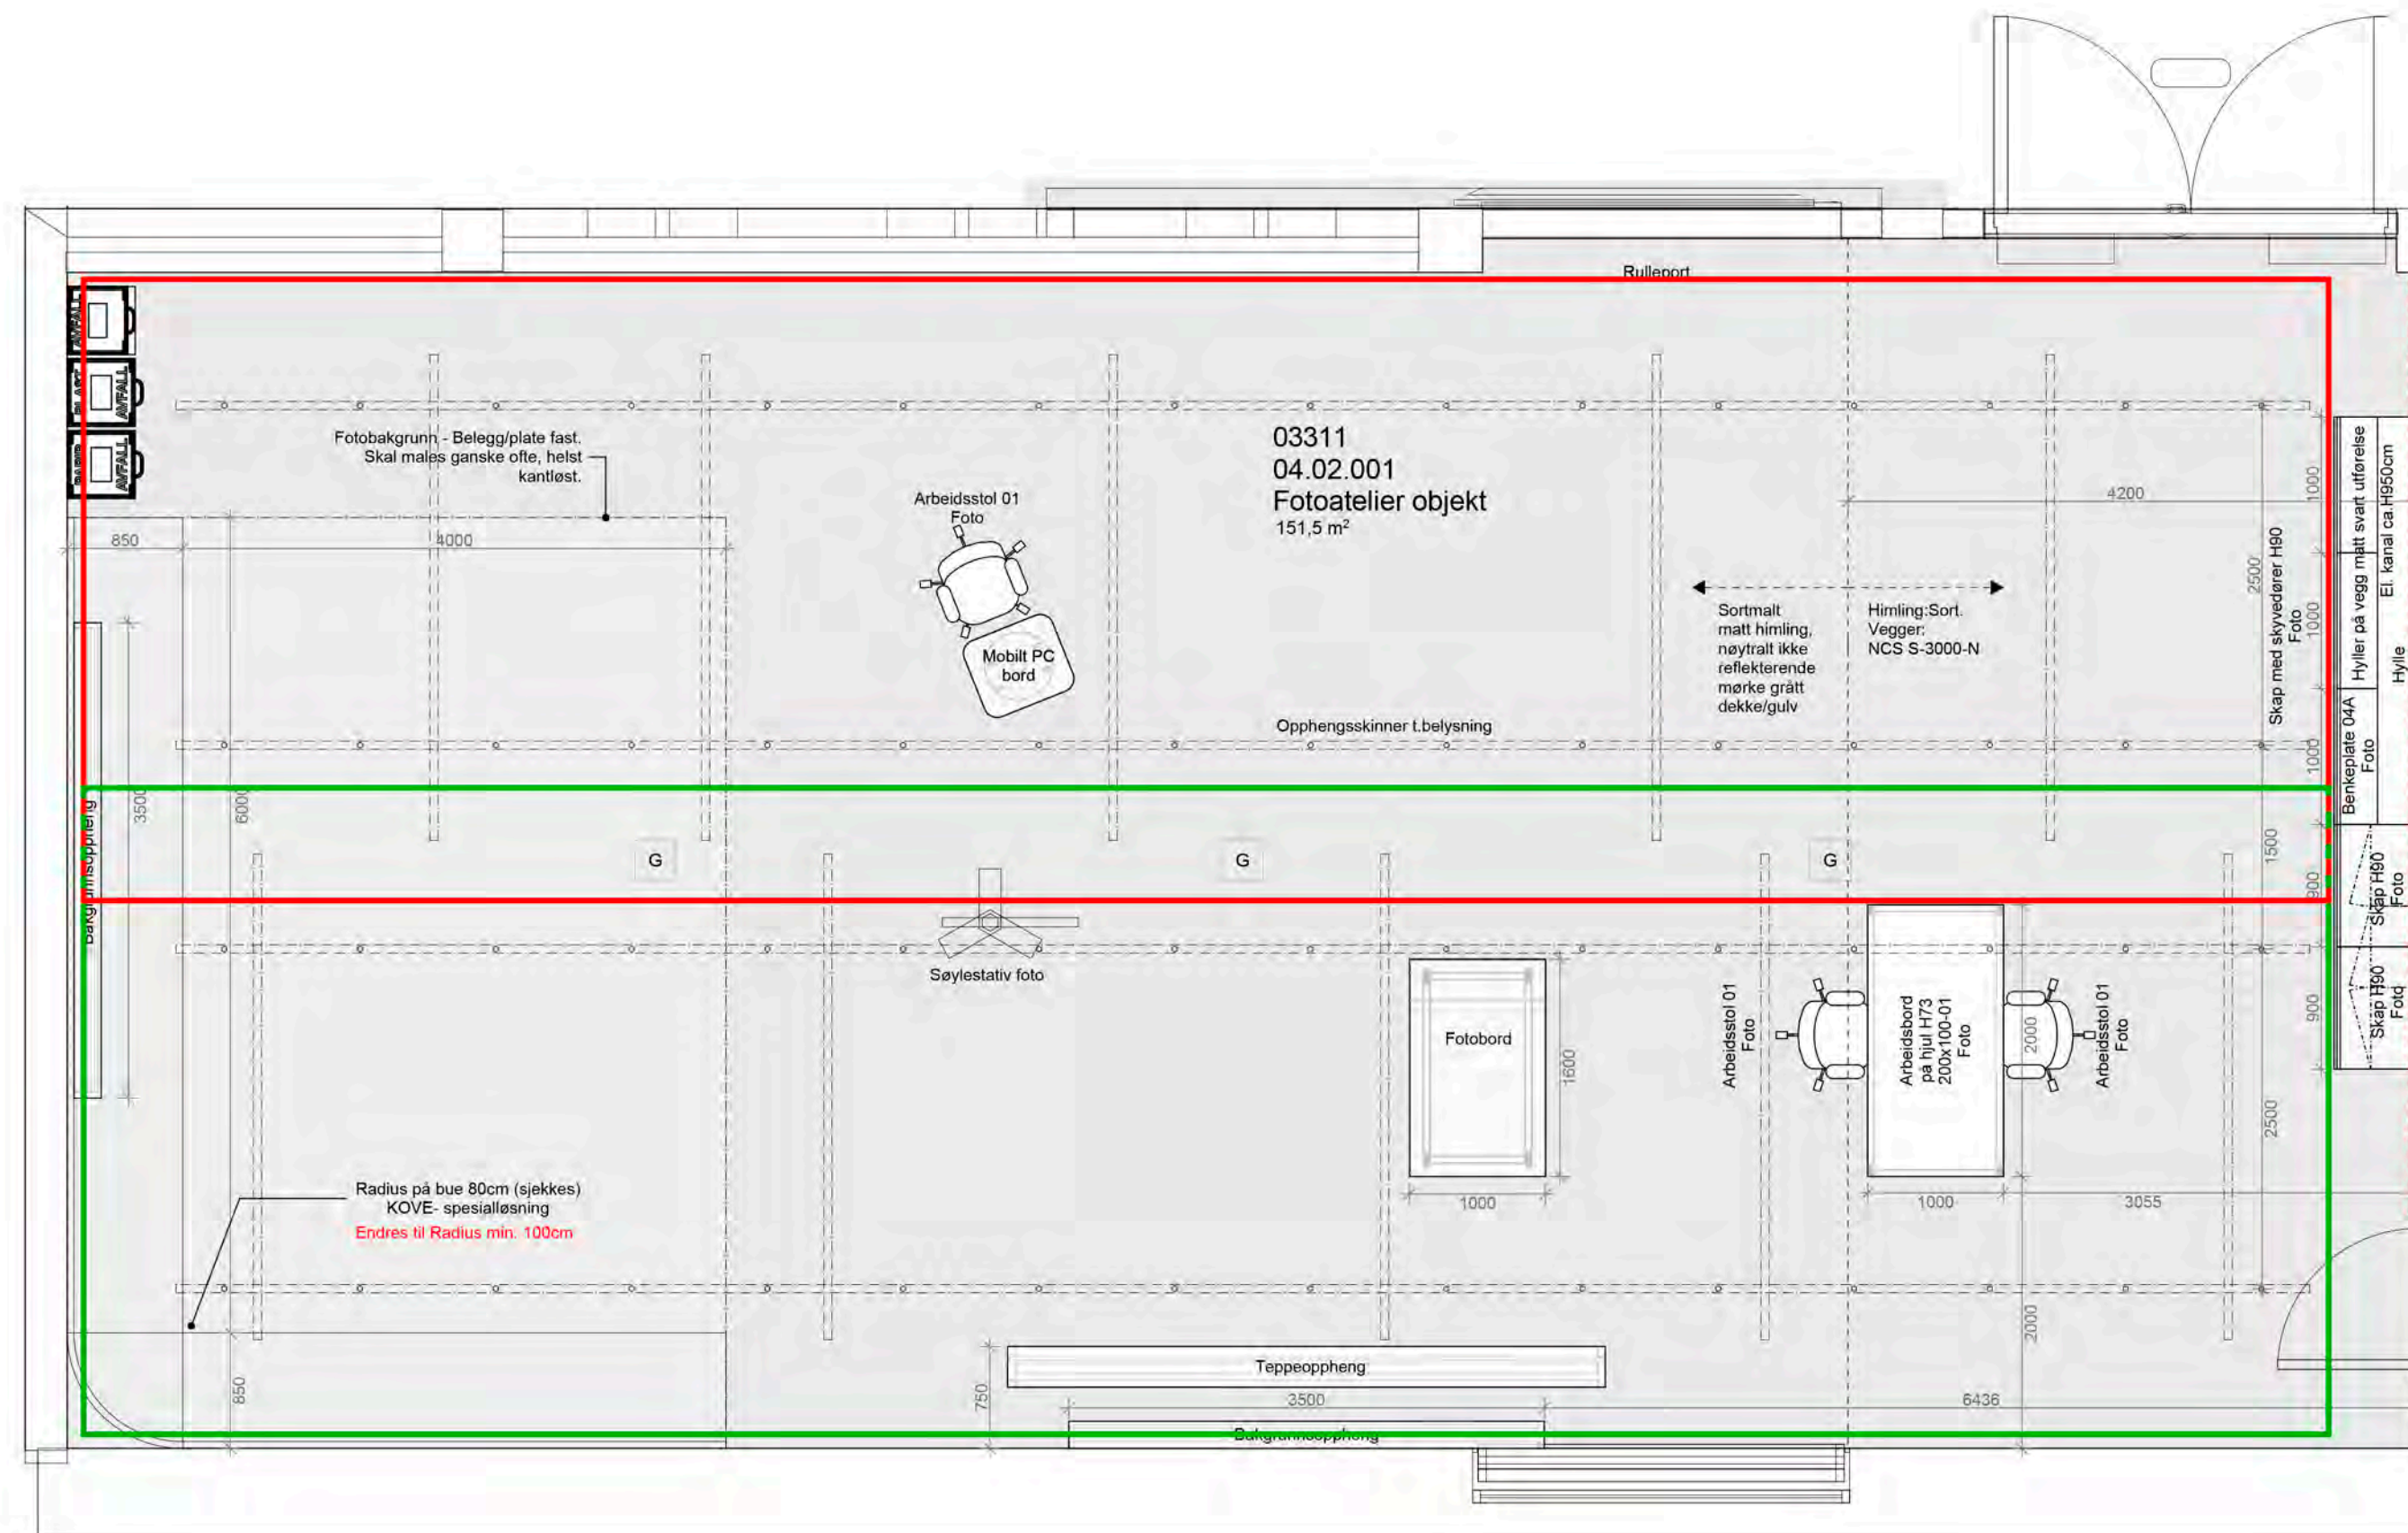 Rulleport
AVFALL
PLAST
AVFALL
PAPIR
AVFALL
Fotobakgrunn - Belegg/plate fast.
Skal males ganske ofte, helst
kantløst.
Arbeidsstol 01
Foto
Mobilt PC
bord
03311
04.02.001
Fotoatelier objekt
151,5 m²
850
4000
4200
Sortmalt
matt himling,
nøytralt ikke
reflekterende
mørke grått
dekke/gulv
Himling:Sort.
Vegger:
NCS S-3000-N
2500
Skap med skyvedører H90
Foto
1000
1000
1000
Hyller på vegg matt svart utførelse
El. kanal ca.H950cm
Hylle
Benkeplate 04A
Foto
Opphengsskinner t.belysning
Bakgrunnsoppheng
3500
6000
G
G
G
1500
900
Skap H90
Foto
Skap H90
Foto
900
Søylestativ foto
Fotobord
1600
1000
Arbeidsstol 01
Foto
Arbeidsbord
på hjul H73
200x100-01
Foto
2000
Arbeidsstol 01
Foto
1000
3055
2500
2000
Radius på bue 80cm (sjekkes)
KOVE- spesialløsning
Endres til Radius min. 100cm
850
750
Teppeoppheng
3500
6436
Bakgrunnsoppheng